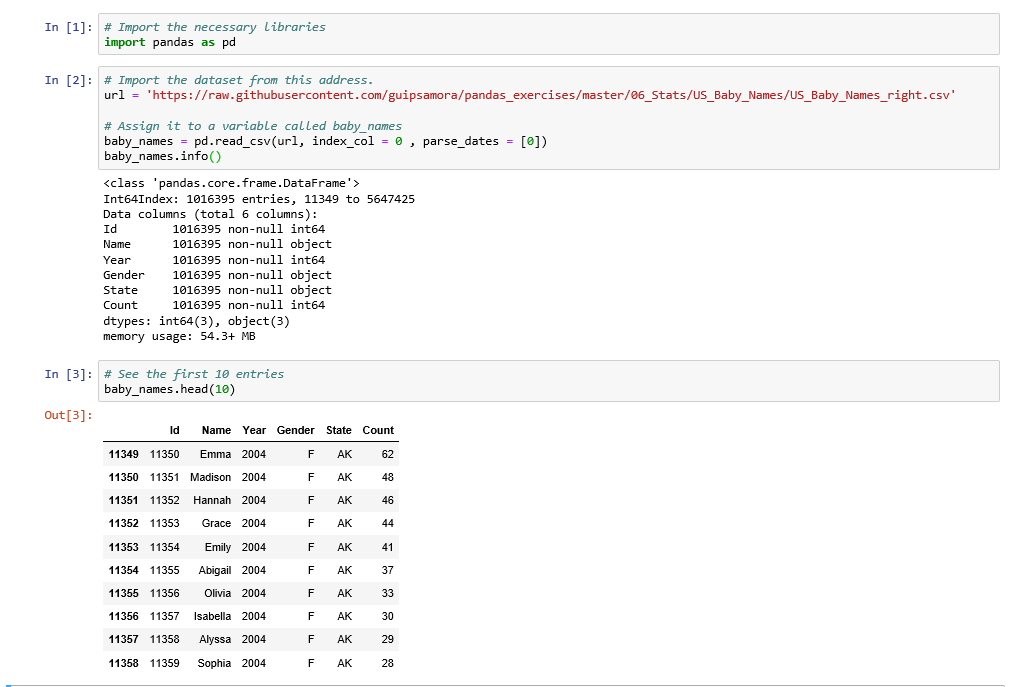 In [1]: # Import the necessary libraries
import pandas as pd
In [2]: # Import the dataset from this address.
url = 'https://raw.githubusercontent.com/guipsamora/pandas_exercises/master/06_Stats/US_Baby_Names/US_Baby_Names_right.csv'
# Assign it to a variable called baby_names
baby_names = pd.read_csv(url, index_col = 0 , parse_dates = [0])
baby_names.info()
<class 'pandas.core.frame.DataFrame'>
Int64Index: 1016395 entries, 11349 to 5647425
Data columns (total 6 columns):
Id        1016395 non-null int64
Name      1016395 non-null object
Year      1016395 non-null int64
Gender    1016395 non-null object
State     1016395 non-null object
Count     1016395 non-null int64
dtypes: int64(3), object(3)
memory usage: 54.3+ MB
In [3]: # See the first 10 entries
baby_names.head(10)
Out[3]:
Id Name Year Gender State Count
11349 11350 Emma 2004 F AK 62
11350 11351 Madison 2004 F AK 48
11351 11352 Hannah 2004 F AK 46
11352 11353 Grace 2004 F AK 44
11353 11354 Emily 2004 F AK 41
11354 11355 Abigail 2004 F AK 37
11355 11356 Olivia 2004 F AK 33
11356 11357 Isabella 2004 F AK 30
11357 11358 Alyssa 2004 F AK 29
11358 11359 Sophia 2004 F AK 28